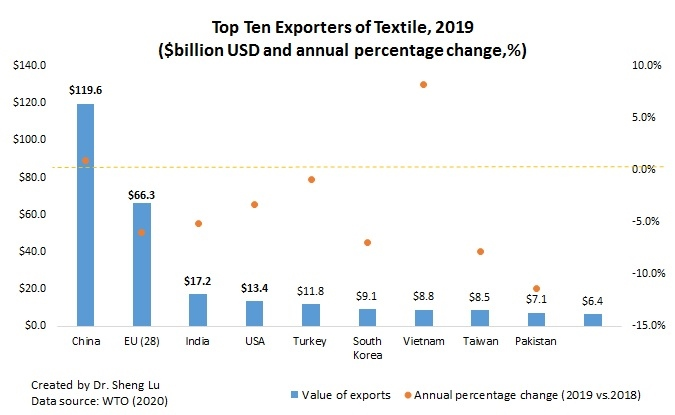 Top Ten Exporters of Textile, 2019
($billion USD and annual percentage change,%)
$140.0
$120.0
$100.0
$80.0
$60.0
$40.0
$20.0
$0.0
10.0%
5.0%
0.0%
-5.0%
-10.0%
-15.0%
$119.6
$66.3
$17.2
$13.4
$11.8
$9.1
$8.8
$8.5
$7.1
$6.4
China
EU (28)
India
USA
Turkey
South
Korea
Vietnam
Taiwan
Pakistan
Created by Dr. Sheng Lu
Data source: WTO (2020)
Value of exports
Annual percentage change (2019 vs.2018)